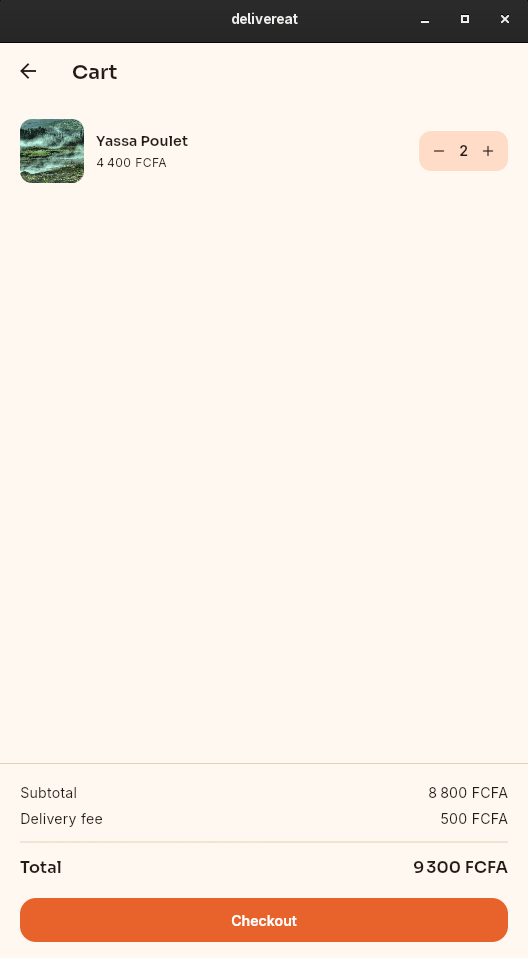 delivereat
Cart
Yassa Poulet
4 400 FCFA
2
Subtotal
8 800 FCFA
Delivery fee
500 FCFA
Total
9 300 FCFA
Checkout